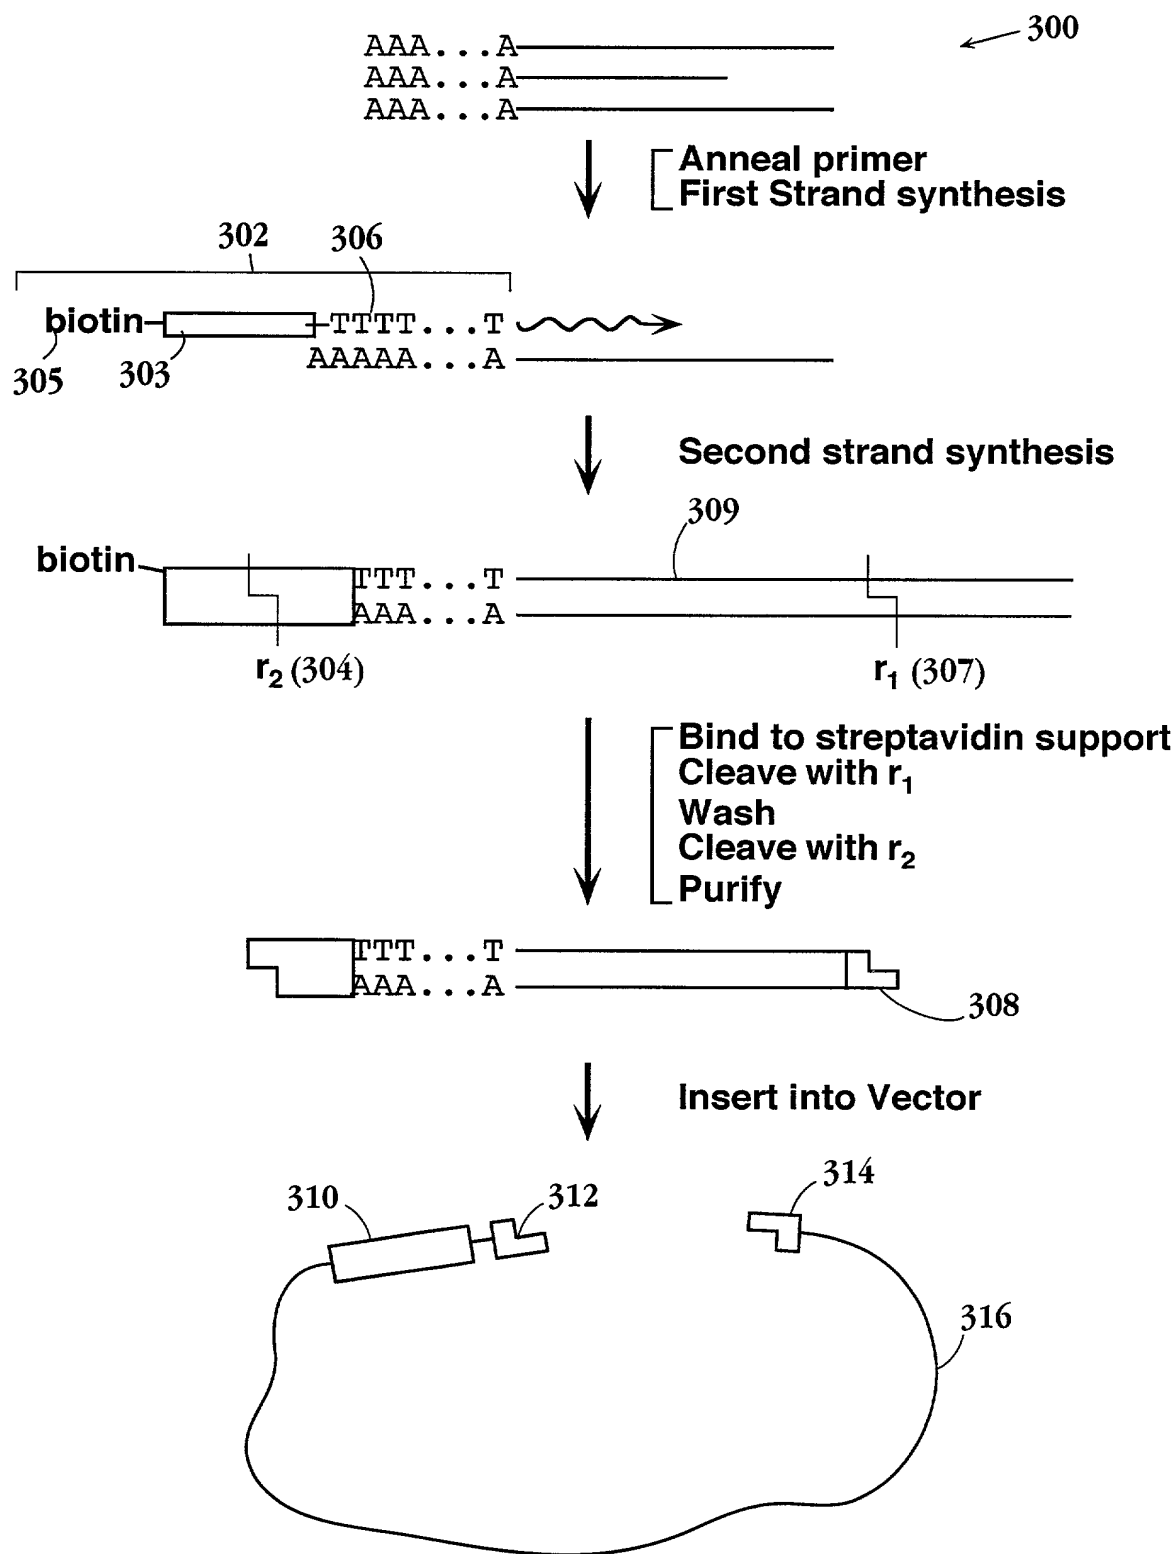 300
AAA...A
AAA...A
AAA...A
Anneal primer
First Strand synthesis
302
306
biotin
TTTT...T
AAAAA...A
305
303
Second strand synthesis
309
biotin
TTT...T
AAA...A
r2 (304)
r1 (307)
Bind to streptavidin support
Cleave with r1
Wash
Cleave with r2
Purify
TTT...T
AAA...A
308
Insert into Vector
310
312
314
316